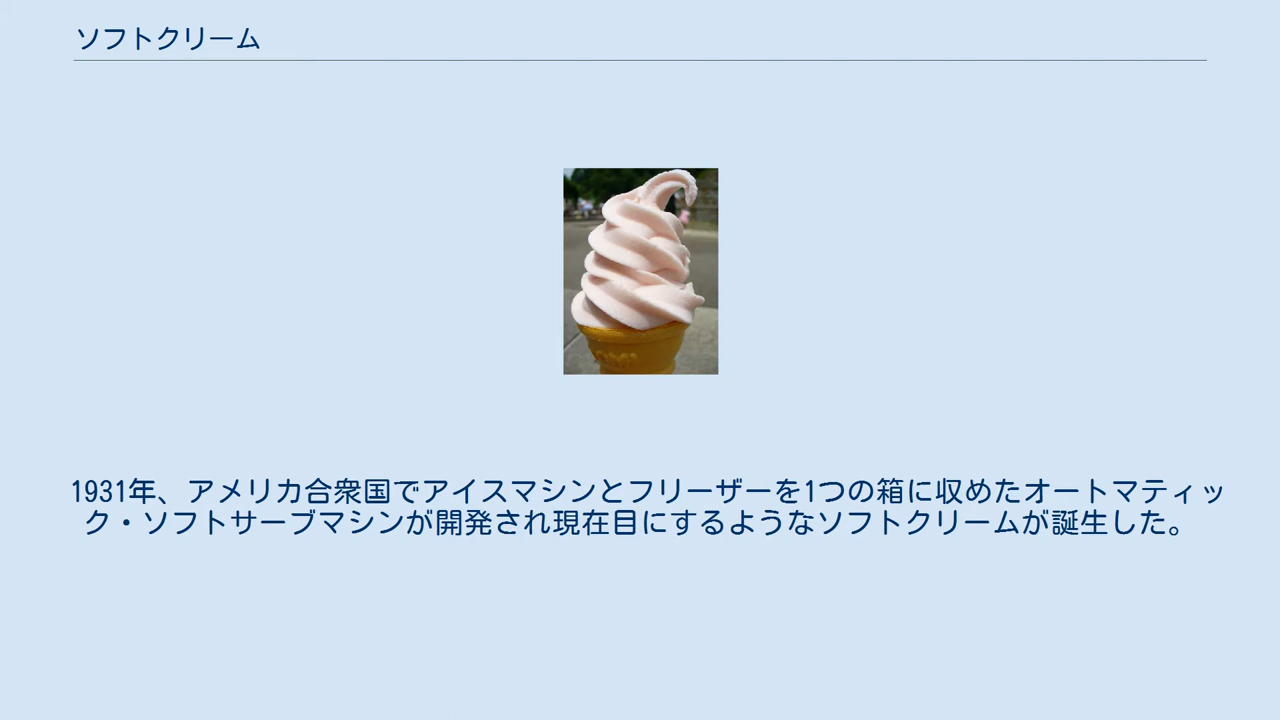 ソフトクリーム
1931年、アメリカ合衆国でアイスマシンとフリーザーを1つの箱に収めたオートマティッ
ク・ソフトサーブマシンが開発され現在目にするようなソフトクリームが誕生した。